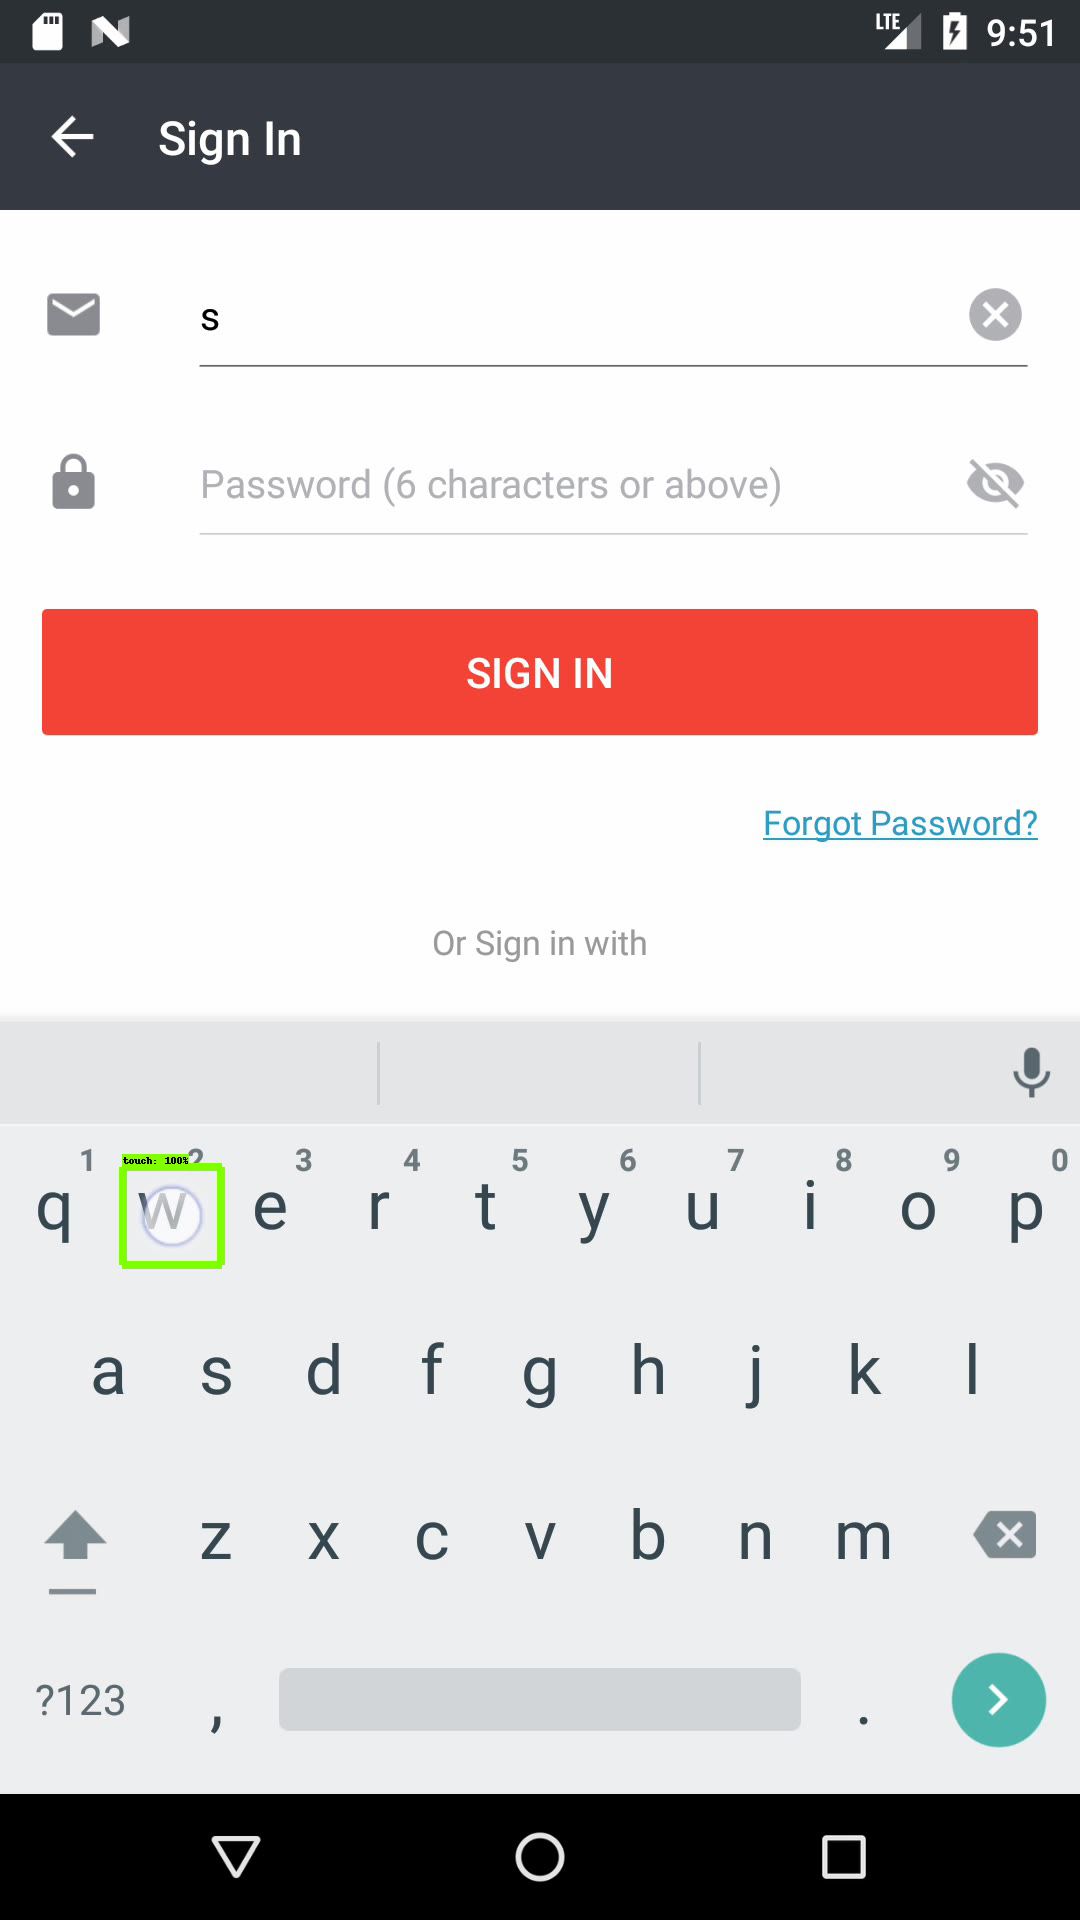 LTE 9:51
Sign In
s
Password (6 characters or above)
SIGN IN
Forgot Password?
Or Sign in with
1 2 3 4 5 6 7 8 9 0
touch: 100%
q w e r t y u i o p
a s d f g h j k l
z x c v b n m
?123 , .